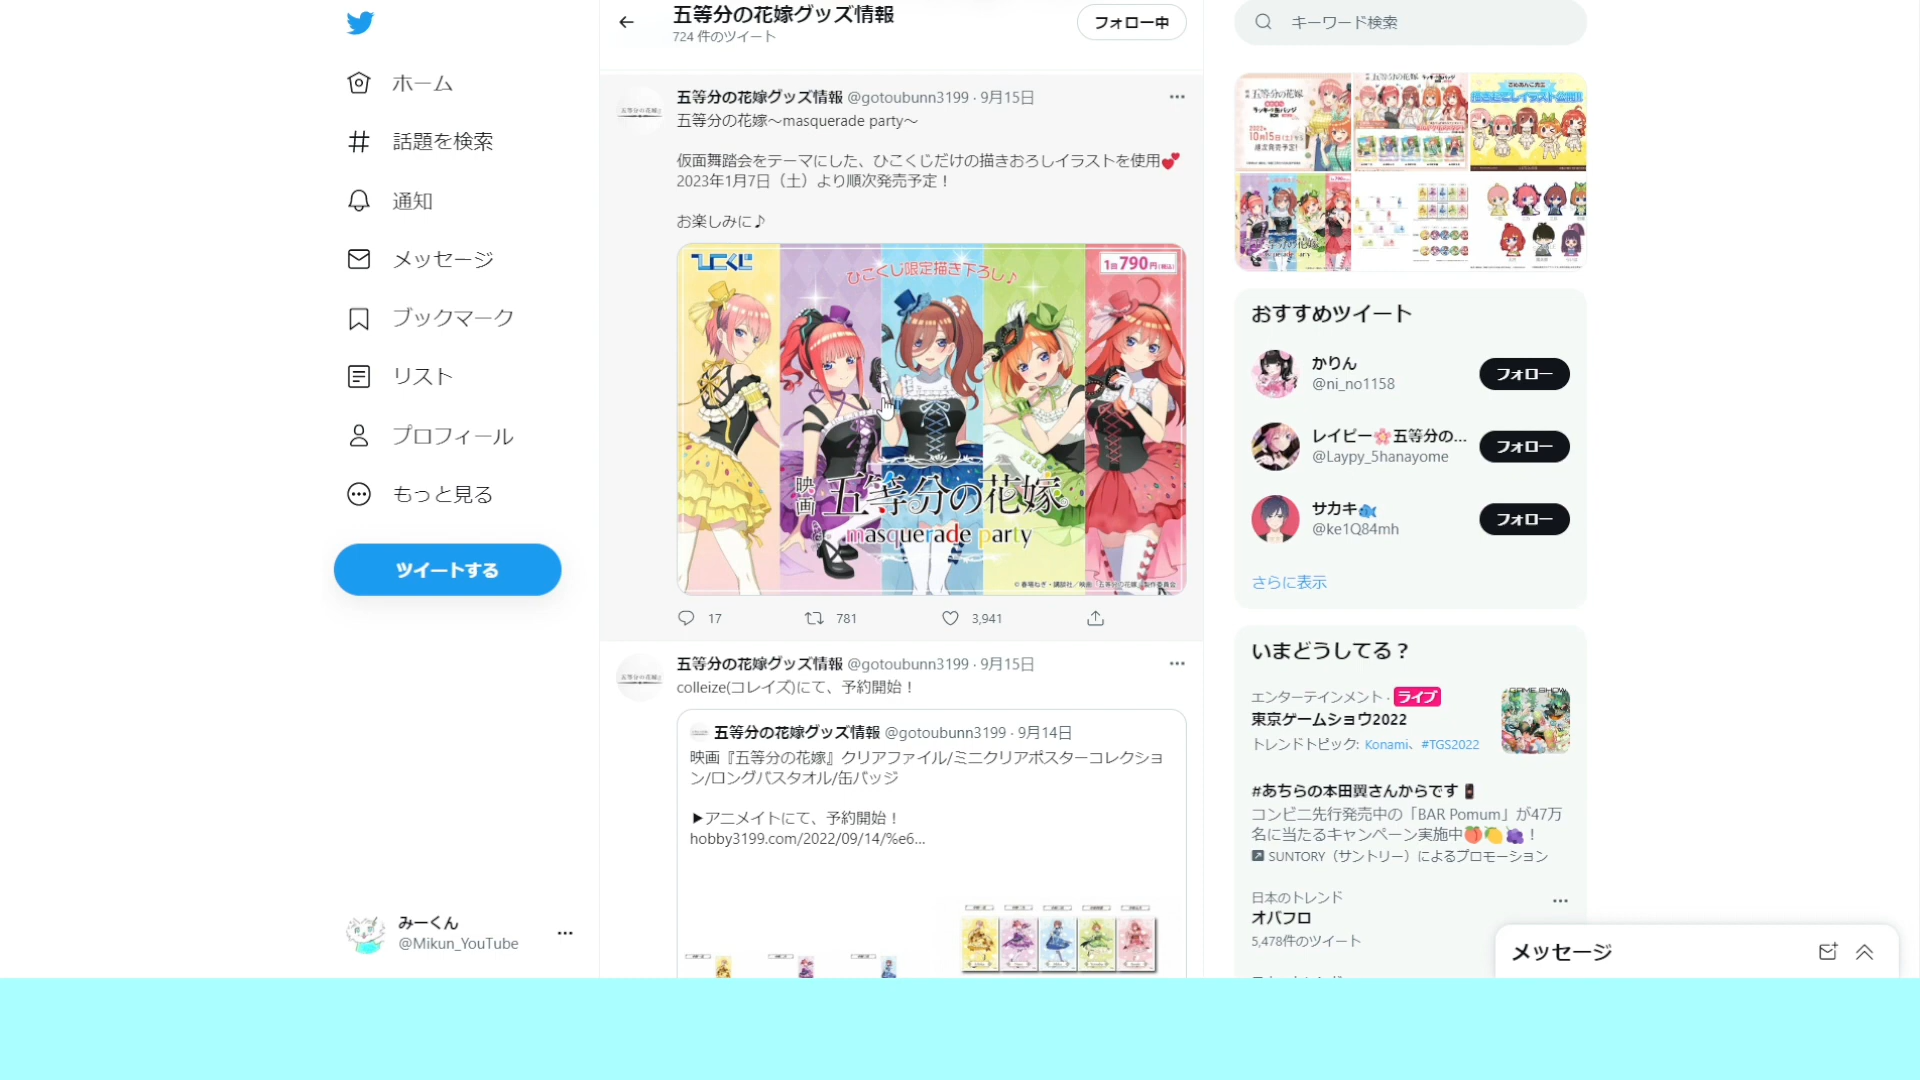 ホーム
話題を検索
通知
メッセージ
ブックマーク
リスト
プロフィール
もっと見る
ツイートする
みーくん
@Mikun_YouTube
五等分の花嫁グッズ情報
724 件のツイート
フォロー中
五等分の花嫁グッズ情報 @gotoubunn3199 · 9月15日
五等分の花嫁〜masquerade party〜
仮面舞踏会をテーマにした、ひこくじだけの描きおろしイラストを使用💕
2023年1月7日（土）より順次発売予定！
お楽しみに♪
ひこくじ
ひこくじ限定描き下ろし♪
1回790円(税込)
映画 五等分の花嫁
masquerade party
17
781
3,941
五等分の花嫁グッズ情報 @gotoubunn3199 · 9月15日
colleize(コレイズ)にて、予約開始！
五等分の花嫁グッズ情報 @gotoubunn3199 · 9月14日
映画『五等分の花嫁』クリアファイル/ミニクリアポスターコレクショ
ン/ロングバスタオル/缶バッジ
▶アニメイトにて、予約開始！
hobby3199.com/2022/09/14/%e6...
キーワード検索
おすすめツイート
かりん
@ni_no1158
フォロー
レイピー🌸五等分の...
@Laypy_5hanayome
フォロー
サカキ🐟
@ke1Q84mh
フォロー
さらに表示
いまどうしてる？
エンターテインメント · ライブ
東京ゲームショウ2022
トレンドトピック: Konami、#TGS2022
#あちらの本田翼さんからです
コンビニ先行発売中の「BAR Pomum」が47万
名に当たるキャンペーン実施中🍑🍋🍇！
SUNTORY（サントリー）によるプロモーション
日本のトレンド
オバフロ
5,478件のツイート
メッセージ